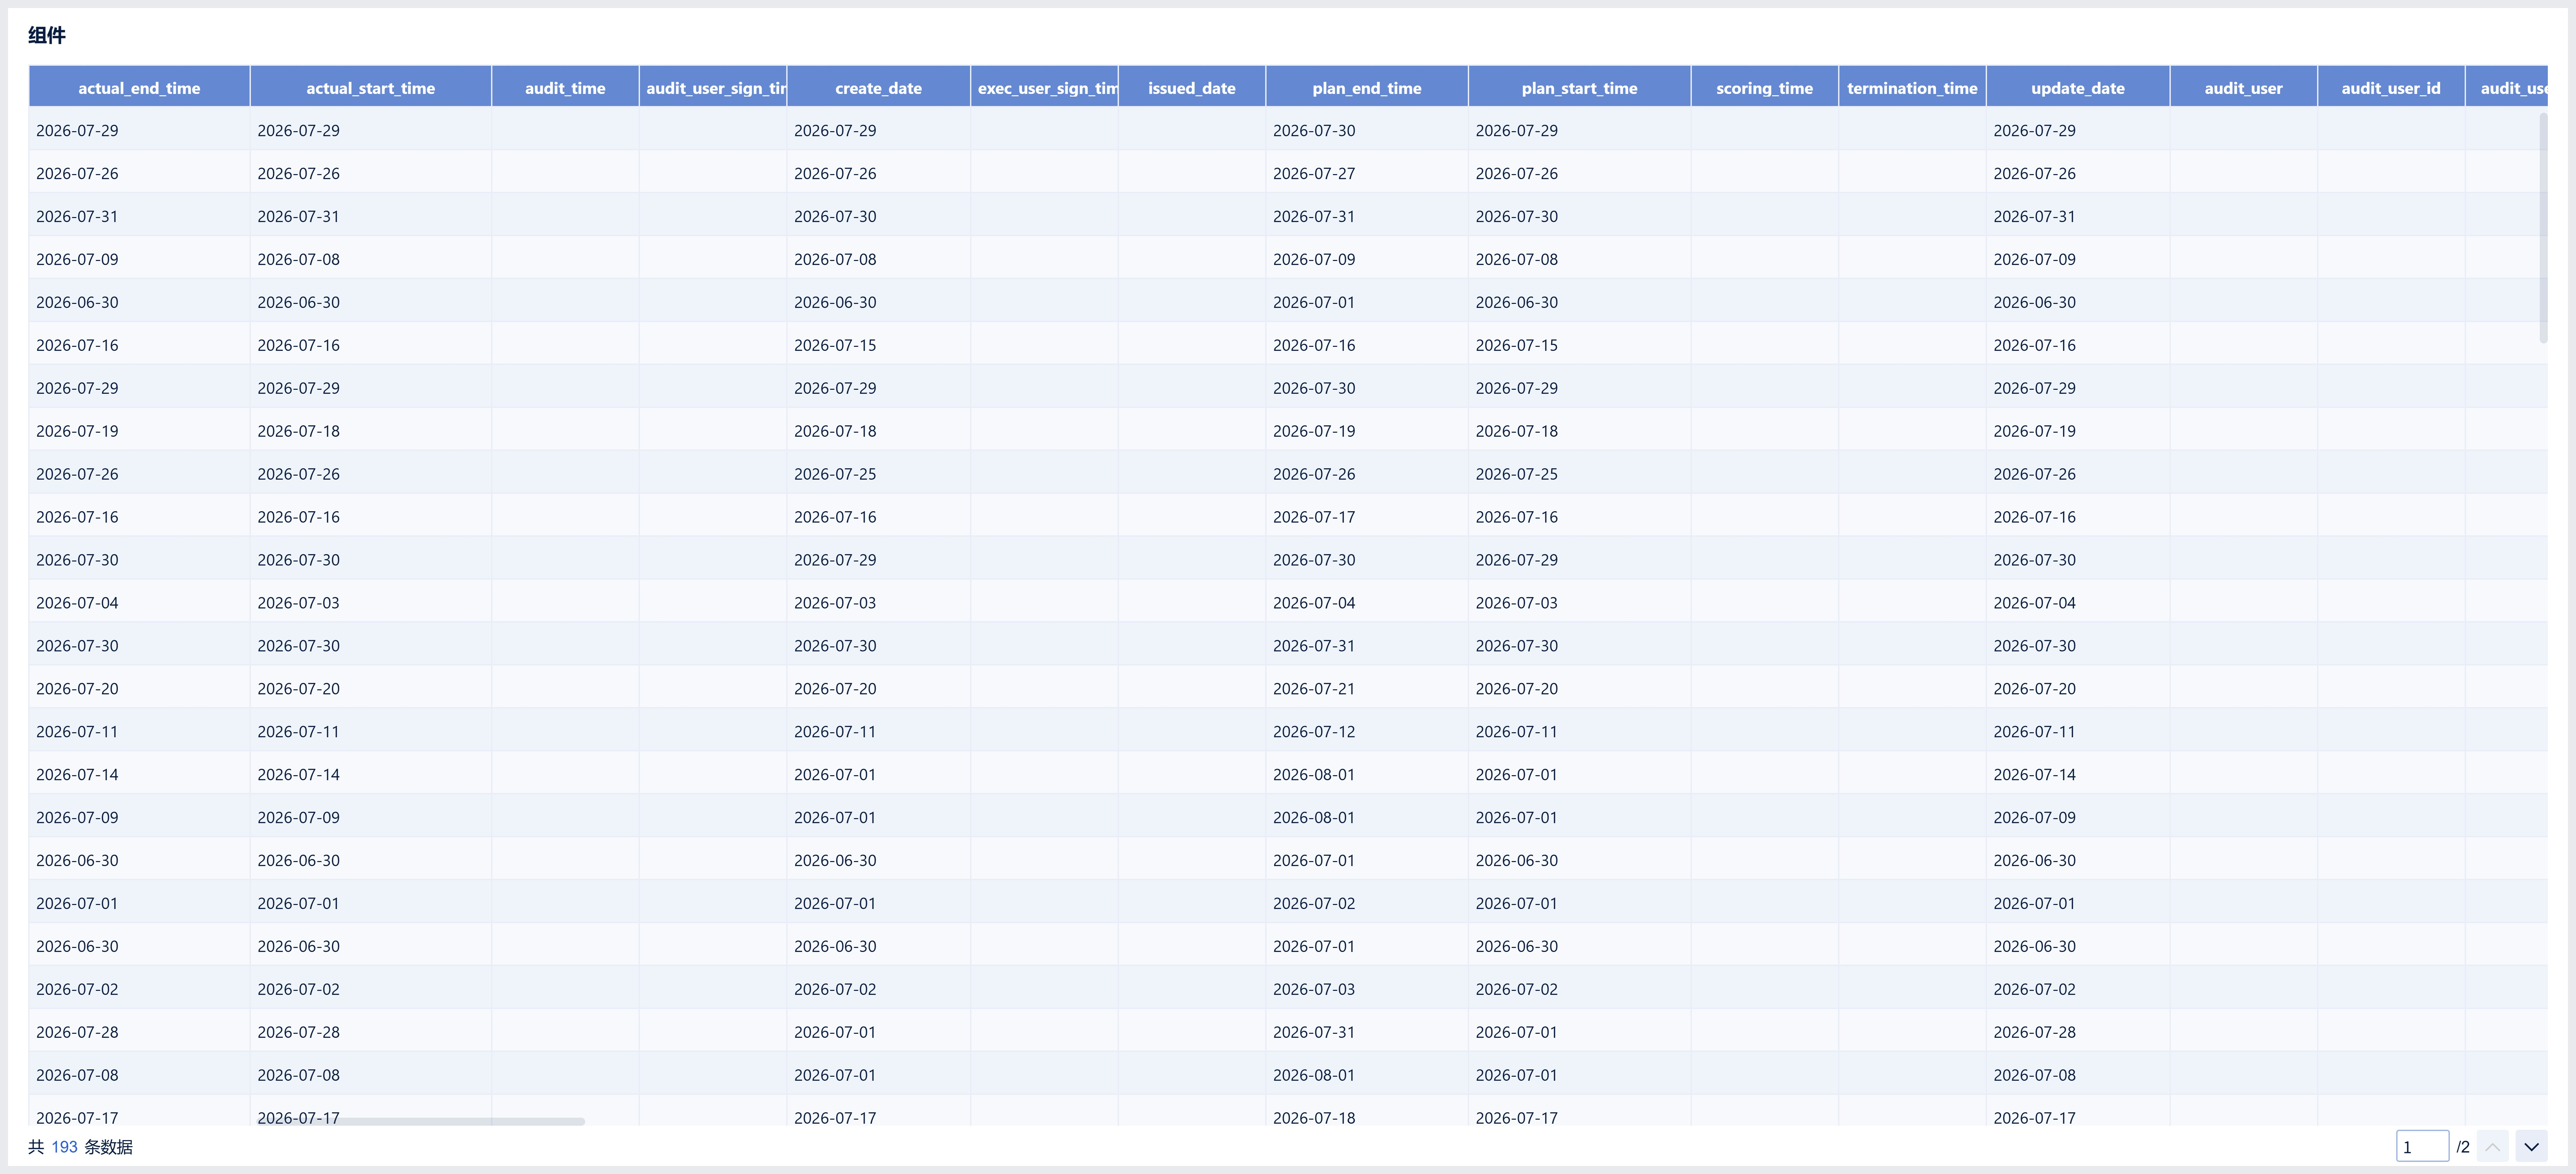 组件
actual_end_time actual_start_time audit_time audit_user_sign_tim create_date exec_user_sign_tim issued_date plan_end_time plan_start_time scoring_time termination_time update_date audit_user audit_user_id audit_use
2026-07-29 2026-07-29 2026-07-29 2026-07-30 2026-07-29 2026-07-29
2026-07-26 2026-07-26 2026-07-26 2026-07-27 2026-07-26 2026-07-26
2026-07-31 2026-07-31 2026-07-30 2026-07-31 2026-07-30 2026-07-31
2026-07-09 2026-07-08 2026-07-08 2026-07-09 2026-07-08 2026-07-09
2026-06-30 2026-06-30 2026-06-30 2026-07-01 2026-06-30 2026-06-30
2026-07-16 2026-07-16 2026-07-15 2026-07-16 2026-07-15 2026-07-16
2026-07-29 2026-07-29 2026-07-29 2026-07-30 2026-07-29 2026-07-29
2026-07-19 2026-07-18 2026-07-18 2026-07-19 2026-07-18 2026-07-19
2026-07-26 2026-07-26 2026-07-25 2026-07-26 2026-07-25 2026-07-26
2026-07-16 2026-07-16 2026-07-16 2026-07-17 2026-07-16 2026-07-16
2026-07-30 2026-07-30 2026-07-29 2026-07-30 2026-07-29 2026-07-30
2026-07-04 2026-07-03 2026-07-03 2026-07-04 2026-07-03 2026-07-04
2026-07-30 2026-07-30 2026-07-30 2026-07-31 2026-07-30 2026-07-30
2026-07-20 2026-07-20 2026-07-20 2026-07-21 2026-07-20 2026-07-20
2026-07-11 2026-07-11 2026-07-11 2026-07-12 2026-07-11 2026-07-11
2026-07-14 2026-07-14 2026-07-01 2026-08-01 2026-07-01 2026-07-14
2026-07-09 2026-07-09 2026-07-01 2026-08-01 2026-07-01 2026-07-09
2026-06-30 2026-06-30 2026-06-30 2026-07-01 2026-06-30 2026-06-30
2026-07-01 2026-07-01 2026-07-01 2026-07-02 2026-07-01 2026-07-01
2026-06-30 2026-06-30 2026-06-30 2026-07-01 2026-06-30 2026-06-30
2026-07-02 2026-07-02 2026-07-02 2026-07-03 2026-07-02 2026-07-02
2026-07-28 2026-07-28 2026-07-01 2026-07-31 2026-07-01 2026-07-28
2026-07-08 2026-07-08 2026-07-01 2026-08-01 2026-07-01 2026-07-08
2026-07-17 2026-07-17 2026-07-17 2026-07-18 2026-07-17 2026-07-17
共 193 条数据 1 /2